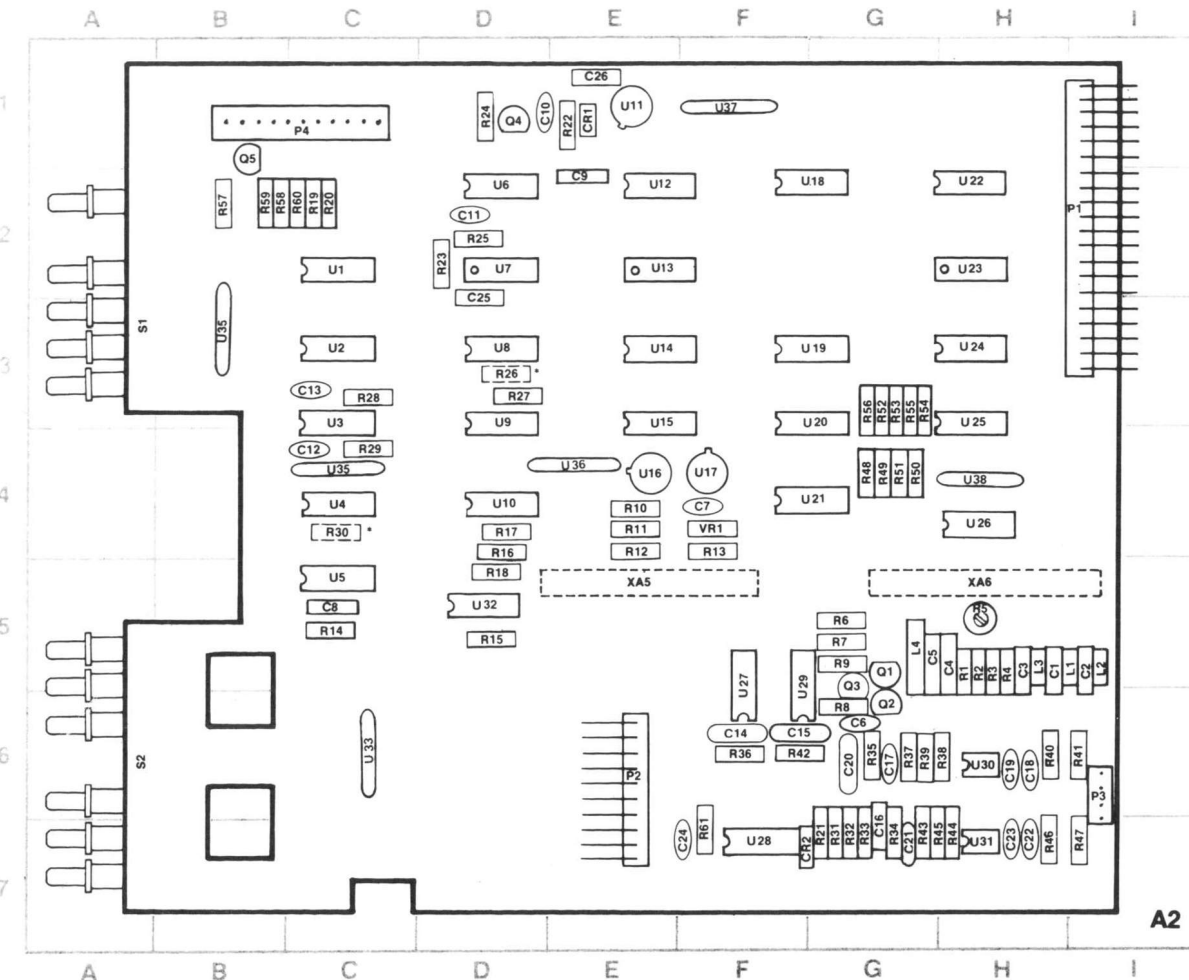 A B C D E F G H I
C26
1
R24 Q4 C10 R22 CR1 U11 U37
P4
Q5
C9
U6 U12 U18 U22
R57 R59 R58 R60 R19 R20
P1
C11
2
R25
R23
U1 U7 U13 U23
C25
S1
U35
U2 U8 U14 U19 U24
3
R26 *
C13 R28 R27
R56 R52 R53 R55 R54
U3 U9 U15 U20 U25
C12 R29
U35 U36 U16 U17
R48 R49 R51 R50
U38
4
U4 U10 U21
R10 C7
R30 * R17 R11 VR1 U26
R16 R12 R13
R18
U5 XA5 XA6
C8 U32
R5
5
R14 R15 R6
R7
R9 Q1
L4 C5 C4 R1 R2 R3 R4 C3 L3 C1 L1 C2 L2
U27 U29 Q3
R8 Q2
C6
C14 C15
S2
U33
6
P2
R36 R42 C20 R35 C17 R37 R39 R38 U30 C19 C18 R40 R41
P3
C24 R61 U28 CR2 R21 R31 R32 R33 C16 R34 C21 R43 R45 R44 U31 C23 C22 R46 R47
7
A2
A B C D E F G H I